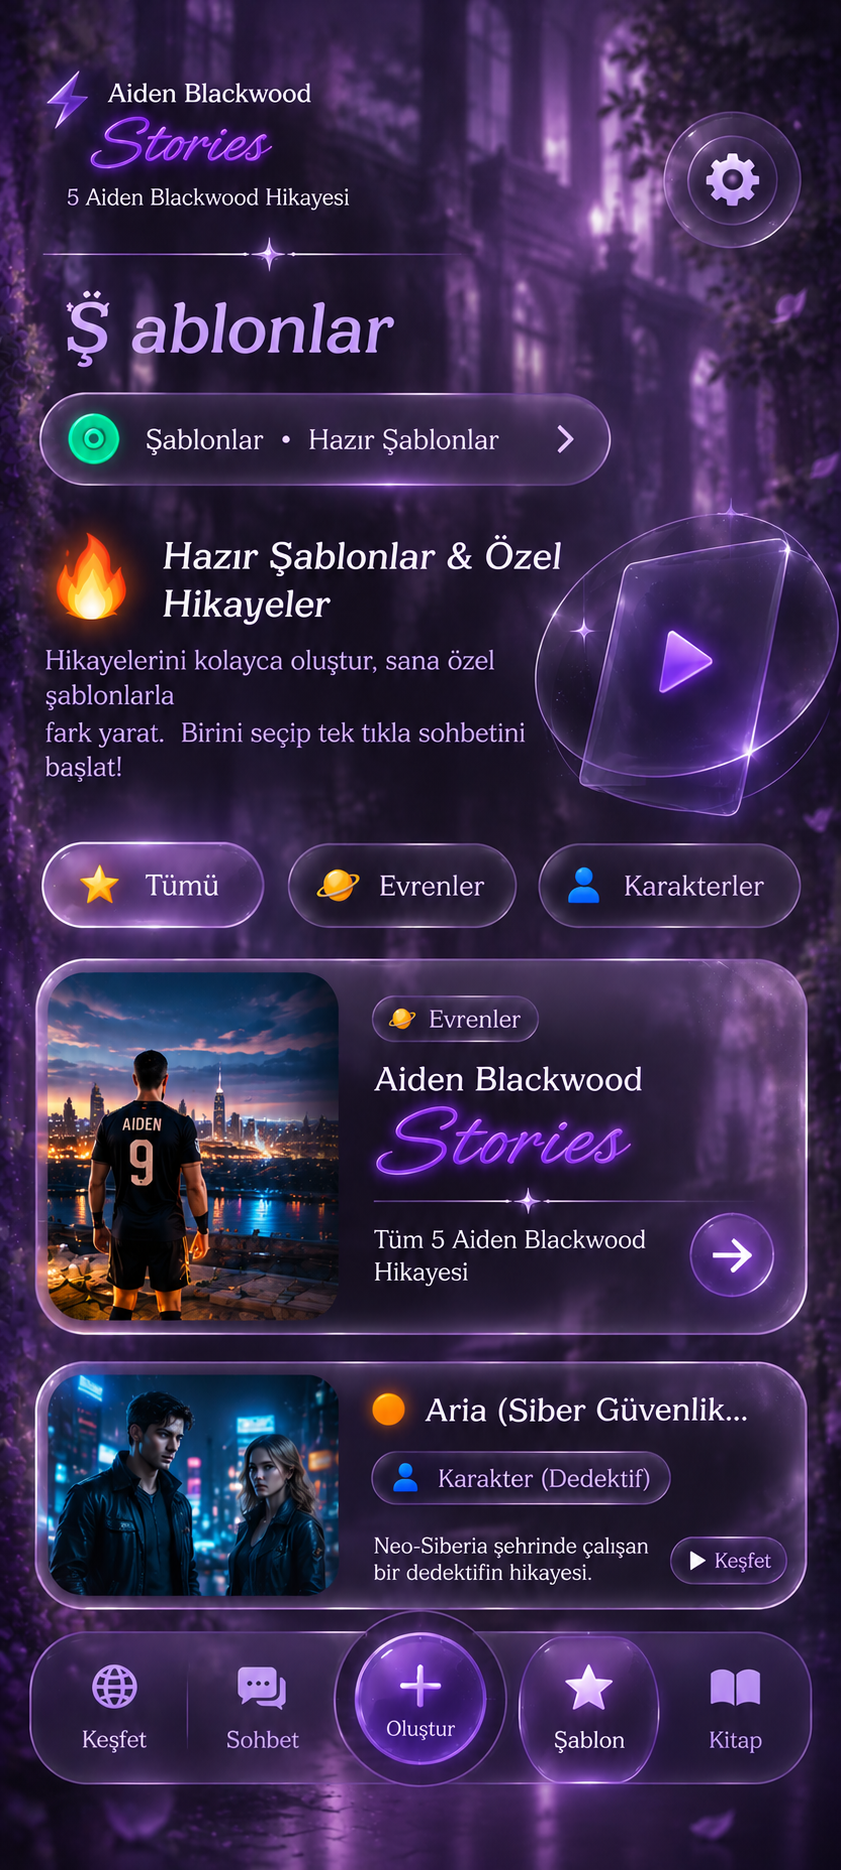 Aiden Blackwood
Stories
5 Aiden Blackwood Hikayesi
Ş ablonlar
Şablonlar • Hazır Şablonlar
Hazır Şablonlar & Özel
Hikayeler
Hikayelerini kolayca oluştur, sana özel
şablonlarla
fark yarat. Birini seçip tek tıkla sohbetini
başlat!
Tümü
Evrenler
Karakterler
AIDEN
9
Evrenler
Aiden Blackwood
Stories
Tüm 5 Aiden Blackwood
Hikayesi
Aria (Siber Güvenlik...
Karakter (Dedektif)
Neo-Siberia şehrinde çalışan
bir dedektifin hikayesi.
Keşfet
Keşfet
Sohbet
Oluştur
Şablon
Kitap